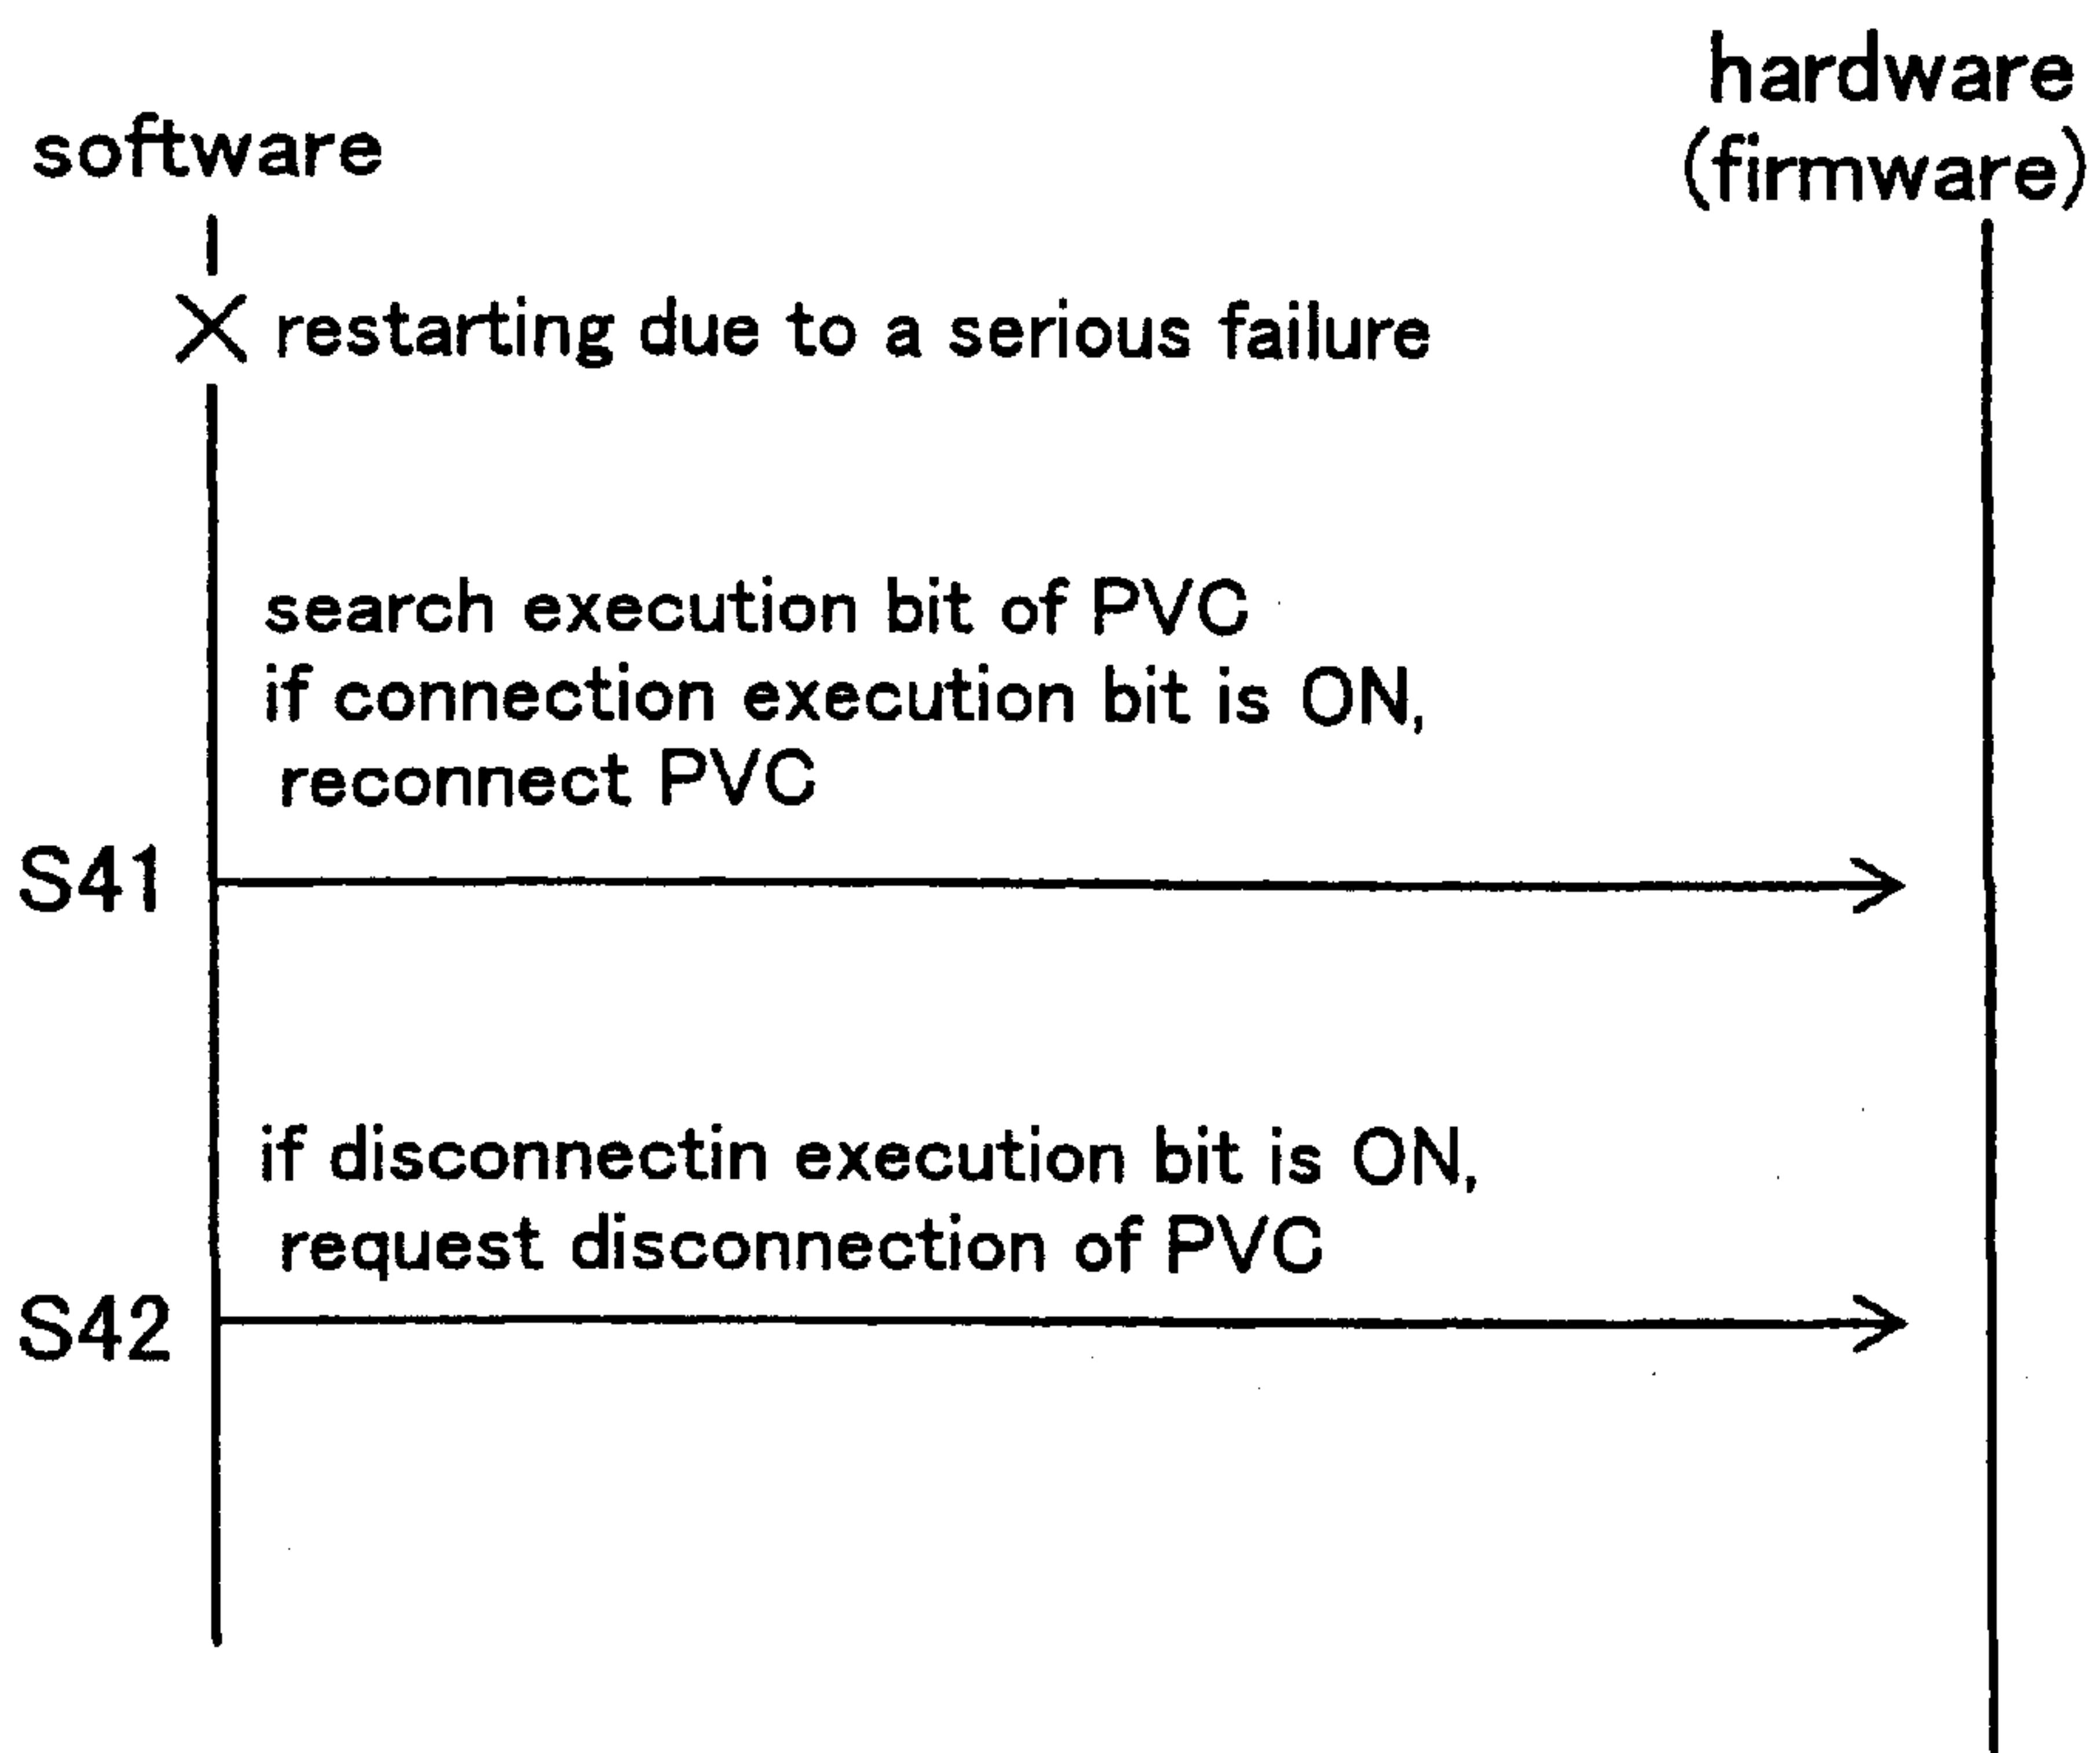 hardware
(firmware)
software
restarting due to a serious failure
search execution bit of PVC
if connection execution bit is ON,
reconnect PVC
S41
if disconnectin execution bit is ON,
request disconnection of PVC
S42